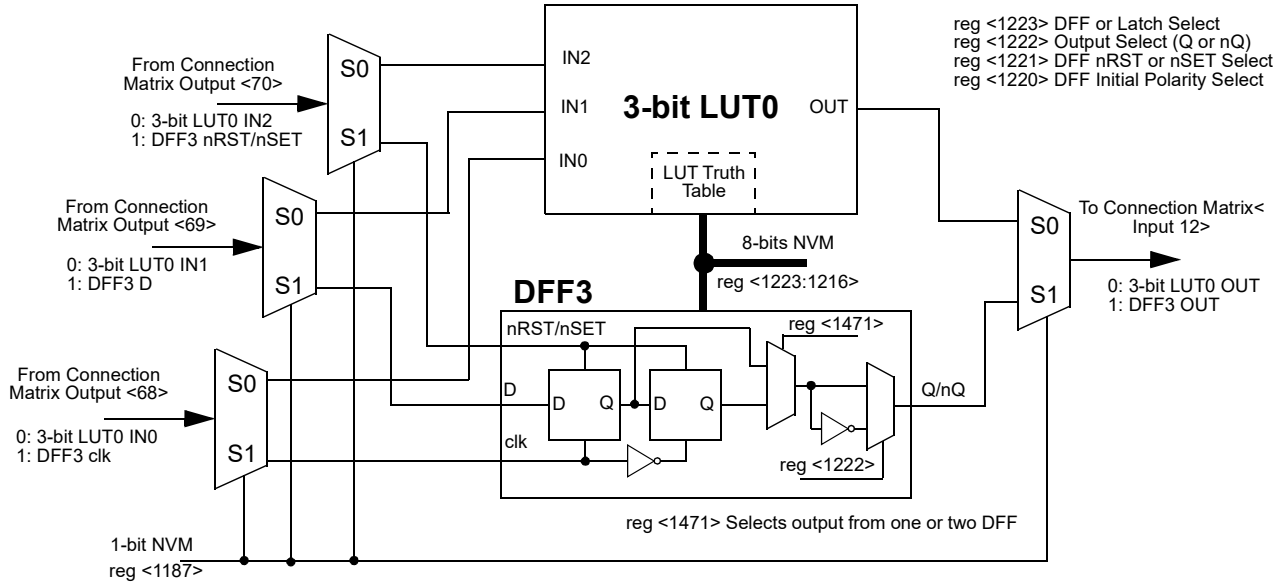 reg <1223> DFF or Latch Select
reg <1222> Output Select (Q or nQ)
reg <1221> DFF nRST or nSET Select
reg <1220> DFF Initial Polarity Select
From Connection
Matrix Output <70>
0: 3-bit LUT0 IN2
1: DFF3 nRST/nSET
S0
S1
IN2
IN1
IN0
3-bit LUT0
OUT
LUT Truth
Table
From Connection
Matrix Output <69>
0: 3-bit LUT0 IN1
1: DFF3 D
S0
S1
8-bits NVM
reg <1223:1216>
S0
S1
To Connection Matrix<
Input 12>
0: 3-bit LUT0 OUT
1: DFF3 OUT
DFF3
nRST/nSET
reg <1471>
D
D
Q
D
Q
Q/nQ
clk
reg <1222>
From Connection
Matrix Output <68>
0: 3-bit LUT0 IN0
1: DFF3 clk
S0
S1
reg <1471> Selects output from one or two DFF
1-bit NVM
reg <1187>